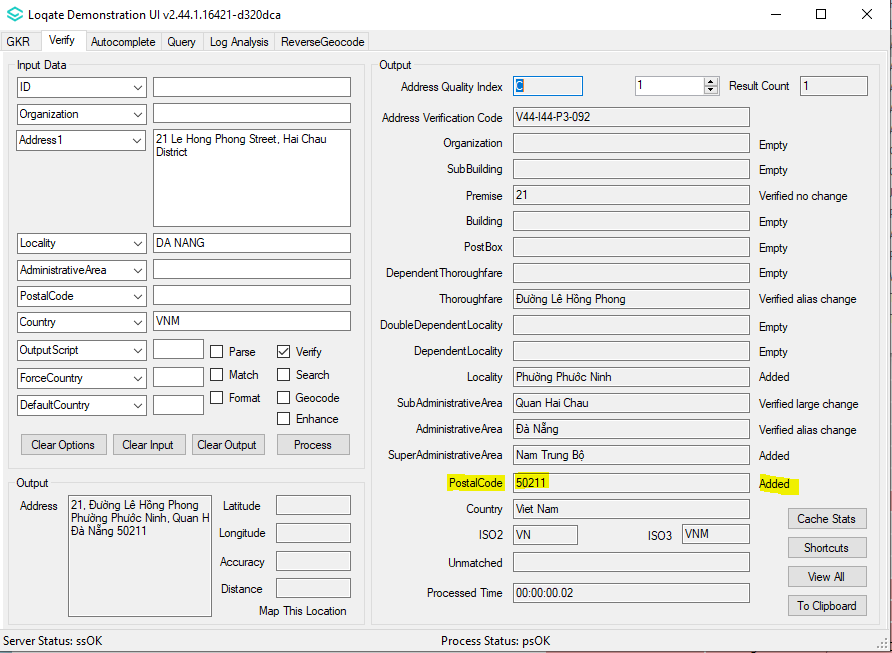 Loqate Demonstration UI v2.44.1.16421-d320dca
GKR Verify Autocomplete Query Log Analysis ReverseGeocode
Input Data
ID
Organization
Address1 21 Le Hong Phong Street, Hai Chau
District
Locality DA NANG
AdministrativeArea
PostalCode
Country VNM
OutputScript Parse Verify
ForceCountry Match Search
DefaultCountry Format Geocode
Enhance
Clear Options Clear Input Clear Output Process
Output
Address 21, Đường Lê Hồng Phong
Phường Phước Ninh, Quan H
Đà Nẵng 50211
Latitude
Longitude
Accuracy
Distance
Map This Location
Output
Address Quality Index C 1 Result Count 1
Address Verification Code V44-I44-P3-092
Organization Empty
SubBuilding Empty
Premise 21 Verified no change
Building Empty
PostBox Empty
DependentThoroughfare Empty
Thoroughfare Đường Lê Hồng Phong Verified alias change
DoubleDependentLocality Empty
DependentLocality Empty
Locality Phường Phước Ninh Added
SubAdministrativeArea Quan Hai Chau Verified large change
AdministrativeArea Đà Nẵng Verified alias change
SuperAdministrativeArea Nam Trung Bộ Added
PostalCode 50211 Added
Country Viet Nam
ISO2 VN ISO3 VNM
Unmatched
Processed Time 00:00:00.02
Cache Stats
Shortcuts
View All
To Clipboard
Server Status: ssOK Process Status: psOK